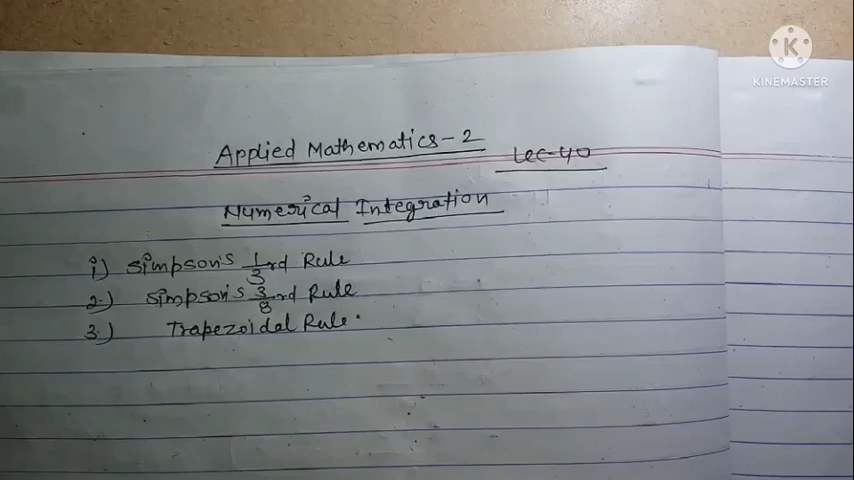 KINEMASTER
Applied Mathematics-2
Lec-40
Numerical Integration
1) Simpson's 1/3rd Rule
2.) Simpson's 3/8rd Rule
3.) Trapezoidal Rule.